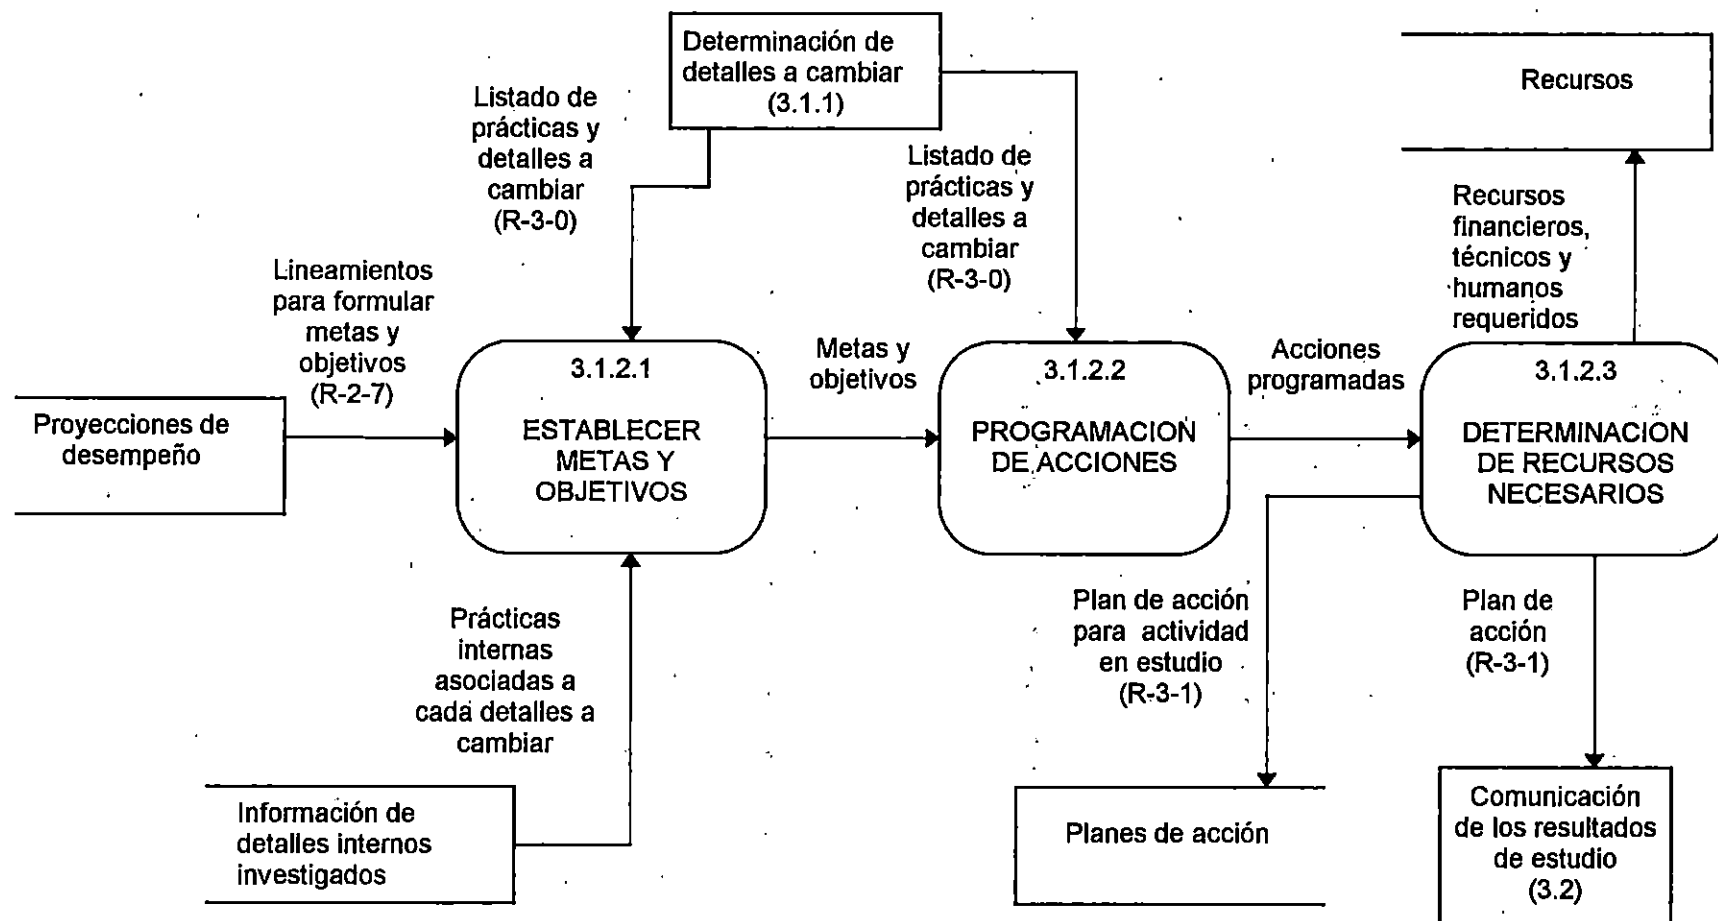 Determinación de
detalles a cambiar
(3.1.1)
Recursos
Listado de
prácticas y
detalles a
cambiar
(R-3-0)
Listado de
prácticas y
detalles a
cambiar
(R-3-0)
Recursos
financieros,
técnicos y
humanos
requeridos
Lineamientos
para formular
metas y
objetivos
(R-2-7)
Proyecciones de
desempeño
3.1.2.1
ESTABLECER
METAS Y
OBJETIVOS
Metas y
objetivos
3.1.2.2
PROGRAMACION
DE ACCIONES
Acciones
programadas
3.1.2.3
DETERMINACION
DE RECURSOS
NECESARIOS
Prácticas
internas
asociadas a
cada detalles a
cambiar
Plan de acción
para actividad
en estudio
(R-3-1)
Plan de
acción
(R-3-1)
Información de
detalles internos
investigados
Planes de acción
Comunicación
de los resultados
de estudio
(3.2)